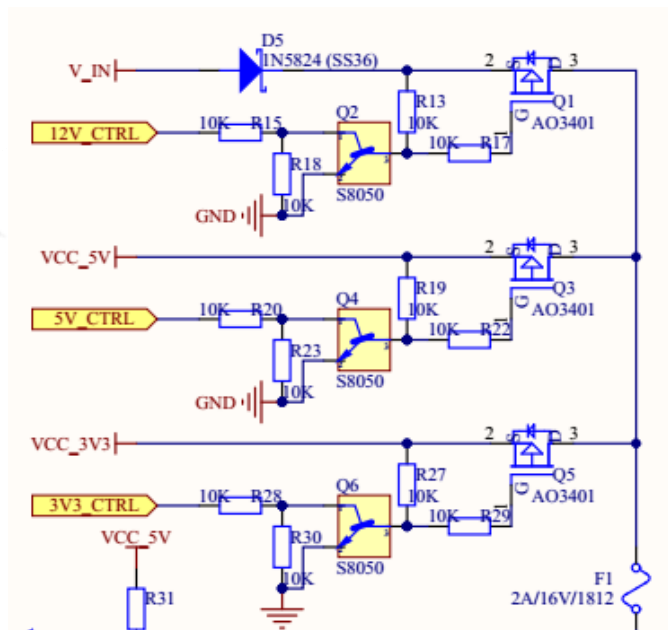 D5
1N5824 (SS36)
V_IN
2 S D 3
R13
10K
Q1
AO3401
G
1
12V_CTRL
10K R15
Q2
10K R17
R18
10K
S8050
GND
VCC_5V
2 S D 3
R19
10K
Q3
AO3401
G
1
5V_CTRL
10K R20
Q4
10K R22
R23
10K
S8050
GND
VCC_3V3
2 S D 3
R27
10K
Q5
AO3401
G
1
3V3_CTRL
10K R28
Q6
10K R29
R30
10K
S8050
VCC_5V
R31
F1
2A/16V/1812